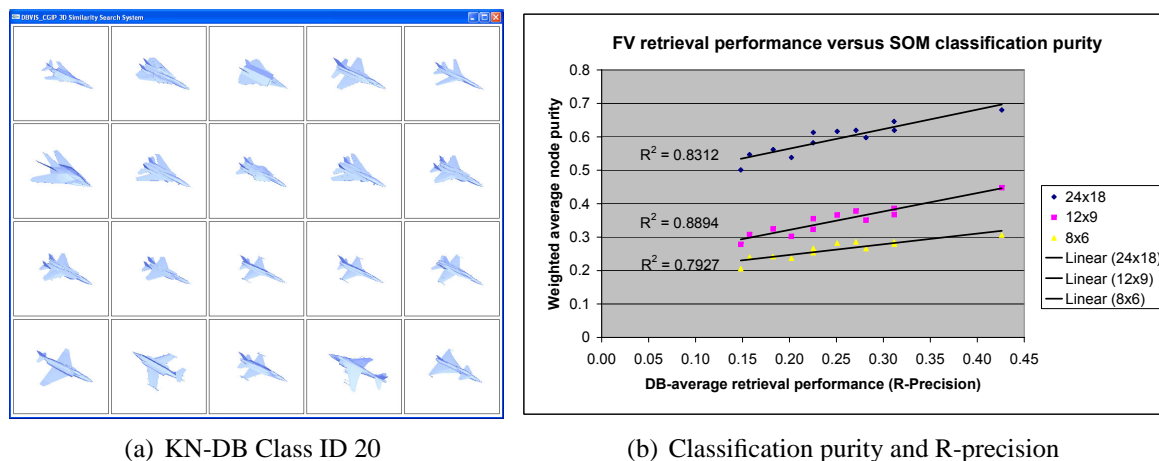 DBVIS_CGIP 3D Similarity Search System
(a) KN-DB Class ID 20
FV retrieval performance versus SOM classification purity
Weighted average node purity
0.8
0.7
0.6
0.5
0.4
0.3
0.2
0.1
0
R² = 0.8312
R² = 0.8894
R² = 0.7927
0.00 0.05 0.10 0.15 0.20 0.25 0.30 0.35 0.40 0.45
DB-average retrieval performance (R-Precision)
24x18
12x9
8x6
Linear (24x18)
Linear (12x9)
Linear (8x6)
(b) Classification purity and R-precision